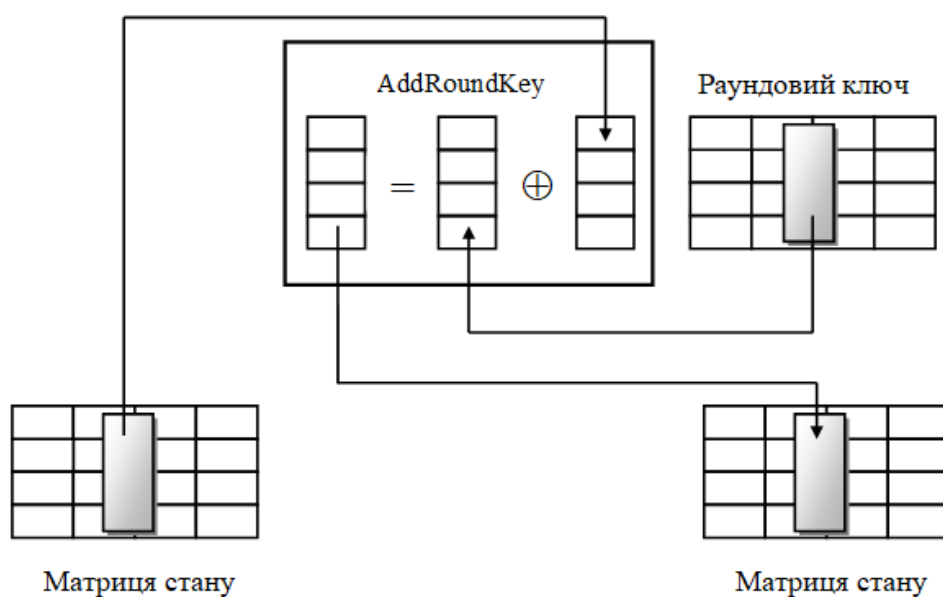 AddRoundKey
Раундовий ключ
= ⊕
Матриця стану
Матриця стану